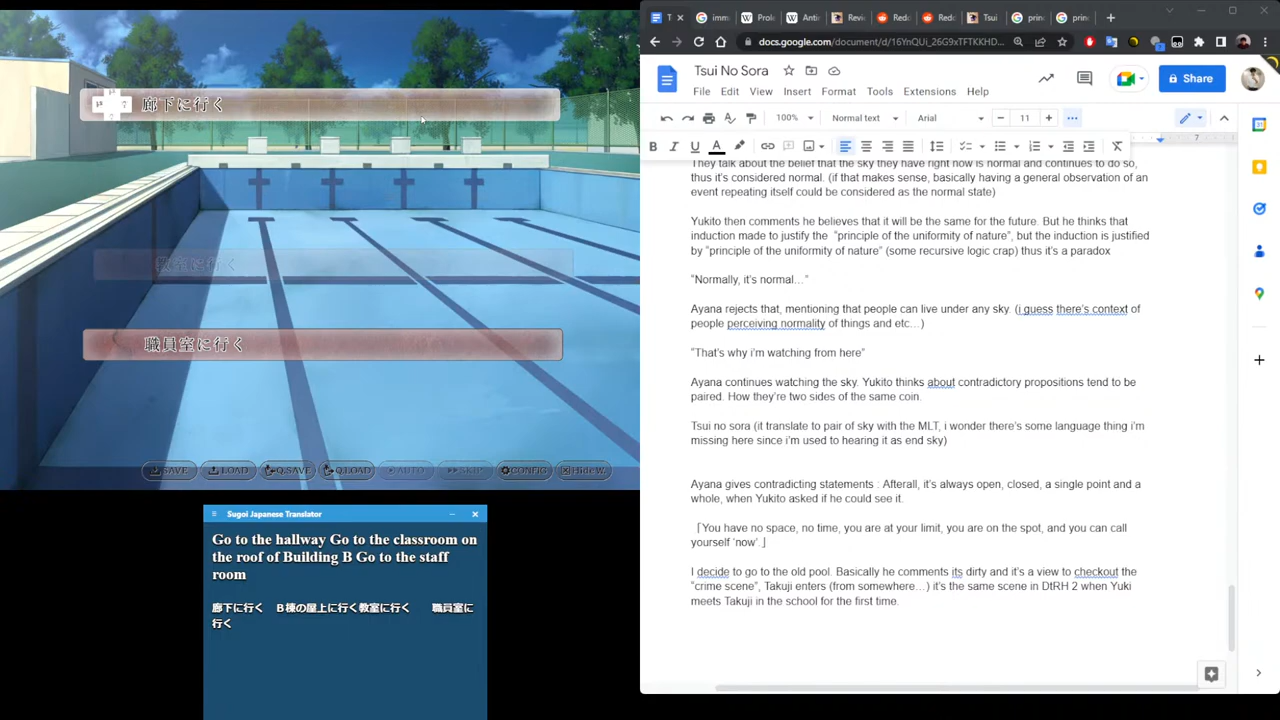 廊下に行く
教室に行く
職員室に行く
SAVE
LOAD
Q.SAVE
Q.LOAD
AUTO
SKIP
CONFIG
Hide W.
Sugoi Japanese Translator
Go to the hallway Go to the classroom on
the roof of Building B Go to the staff
room
廊下に行く　Ｂ棟の屋上に行く教室に行く　　職員室に
行く
T
imm
Prolo
Anti
Revi
Redd
Redd
Tsui
princ
princ
docs.google.com/document/d/16YnQUi_26G9xTFTKKHD...
Tsui No Sora
Share
File
Edit
View
Insert
Format
Tools
Extensions
Help
100%
Normal text
Arial
11
7
They talk about the belief that the sky they have right now is normal and continues to do so,
thus it's considered normal. (if that makes sense, basically having a general observation of an
event repeating itself could be considered as the normal state)
Yukito then comments he believes that it will be the same for the future. But he thinks that
induction made to justify the "principle of the uniformity of nature", but the induction is justified
by "principle of the uniformity of nature" (some recursive logic crap) thus it's a paradox
"Normally, it's normal…"
Ayana rejects that, mentioning that people can live under any sky. (i guess there's context of
people perceiving normality of things and etc…)
"That's why i'm watching from here"
Ayana continues watching the sky. Yukito thinks about contradictory propositions tend to be
paired. How they're two sides of the same coin.
Tsui no sora (it translate to pair of sky with the MLT, i wonder there's some language thing i'm
missing here since i'm used to hearing it as end sky)
Ayana gives contradicting statements : Afterall, it's always open, closed, a single point and a
whole, when Yukito asked if he could see it.
「You have no space, no time, you are at your limit, you are on the spot, and you can call
yourself 'now'.」
I decide to go to the old pool. Basically he comments its dirty and it's a view to checkout the
"crime scene", Takuji enters (from somewhere…) it's the same scene in DtRH 2 when Yuki
meets Takuji in the school for the first time.